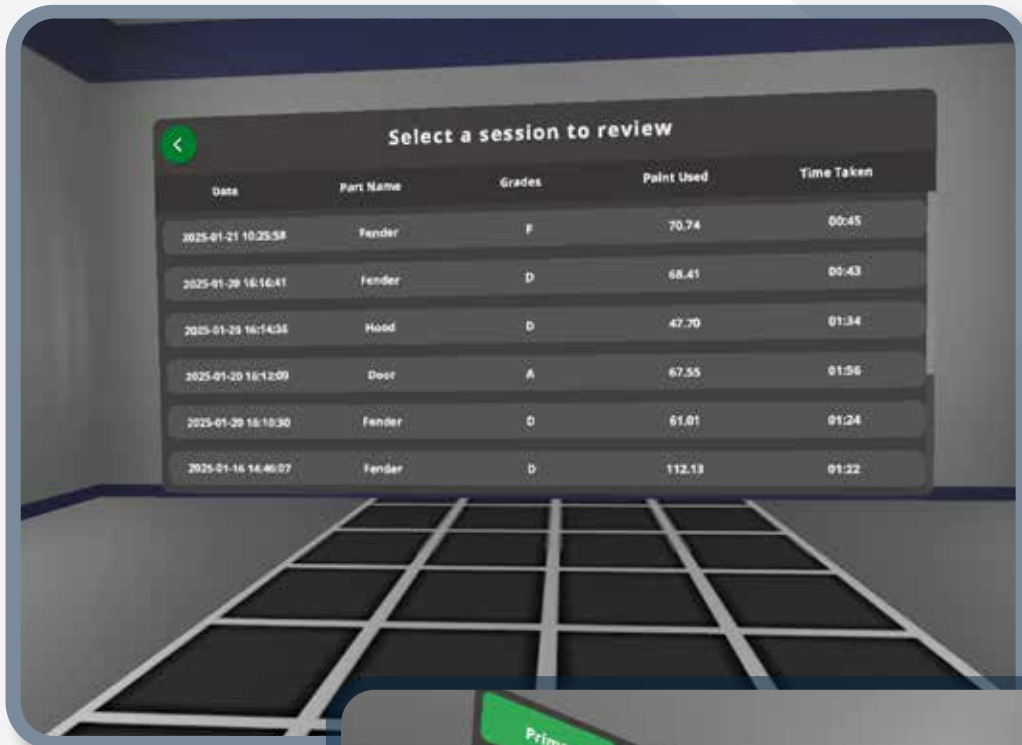 Select a session to review
Date Part Name Grades Paint Used Time Taken
2025-01-21 10:25:58 Fender F 70.74 00:45
2025-01-20 16:16:41 Fender D 68.41 00:43
2025-01-20 16:14:36 Hood D 47.70 01:34
2025-01-20 16:12:09 Door A 67.55 01:56
2025-01-20 16:10:30 Fender D 61.01 01:24
2025-01-16 14:46:07 Fender D 112.13 01:22